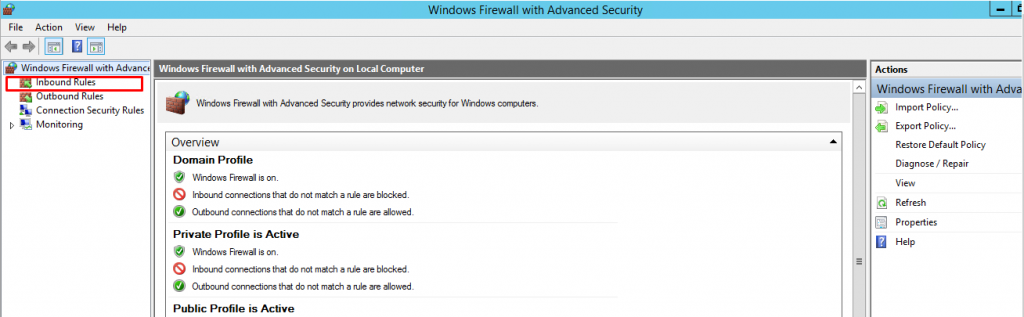 Windows Firewall with Advanced Security
File Action View Help
Windows Firewall with Advance
Inbound Rules
Outbound Rules
Connection Security Rules
Monitoring
Windows Firewall with Advanced Security on Local Computer
Windows Firewall with Advanced Security provides network security for Windows computers.
Overview
Domain Profile
Windows Firewall is on.
Inbound connections that do not match a rule are blocked.
Outbound connections that do not match a rule are allowed.
Private Profile is Active
Windows Firewall is on.
Inbound connections that do not match a rule are blocked.
Outbound connections that do not match a rule are allowed.
Public Profile is Active
Actions
Windows Firewall with Adva
Import Policy...
Export Policy...
Restore Default Policy
Diagnose / Repair
View
Refresh
Properties
Help